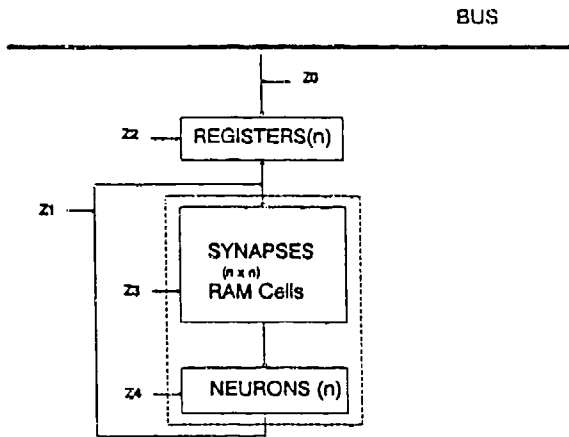 BUS
Z0
Z2
REGISTERS(n)
Z1
SYNAPSES
(n x n)
Z3
RAM Cells
Z4
NEURONS (n)